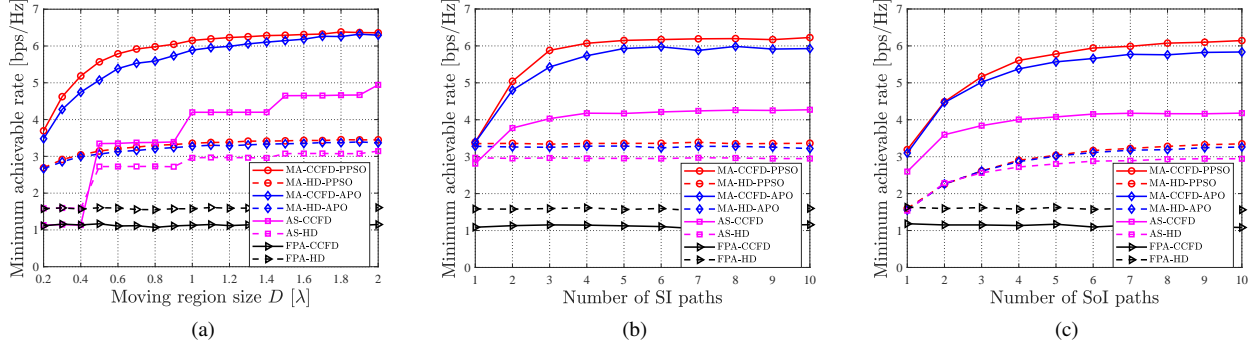 Minimum achievable rate [bps/Hz]
7
6
5
4
3
2
1
0
0.2 0.4 0.6 0.8 1 1.2 1.4 1.6 1.8 2
Moving region size D [λ]
MA-CCFD-PPSO
MA-HD-PPSO
MA-CCFD-APO
MA-HD-APO
AS-CCFD
AS-HD
FPA-CCFD
FPA-HD
(a)
Minimum achievable rate [bps/Hz]
7
6
5
4
3
2
1
0
1 2 3 4 5 6 7 8 9 10
Number of SI paths
MA-CCFD-PPSO
MA-HD-PPSO
MA-CCFD-APO
MA-HD-APO
AS-CCFD
AS-HD
FPA-CCFD
FPA-HD
(b)
Minimum achievable rate [bps/Hz]
7
6
5
4
3
2
1
0
1 2 3 4 5 6 7 8 9 10
Number of SoI paths
MA-CCFD-PPSO
MA-HD-PPSO
MA-CCFD-APO
MA-HD-APO
AS-CCFD
AS-HD
FPA-CCFD
FPA-HD
(c)